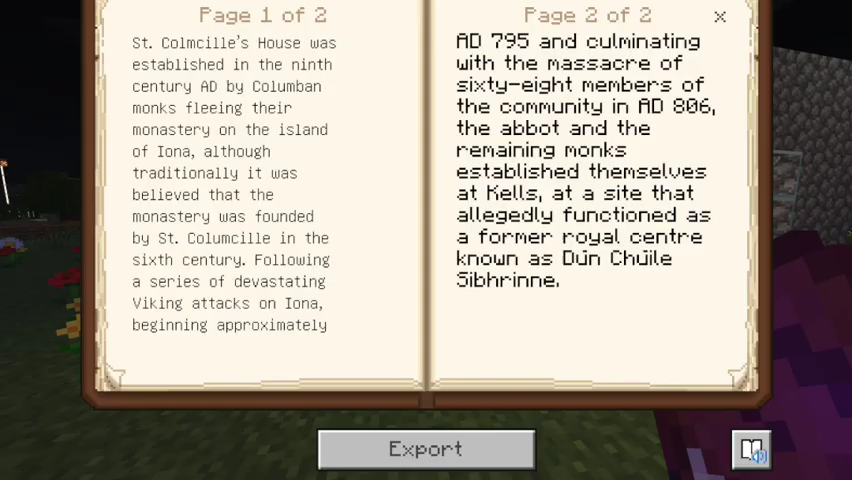 Page 1 of 2
St. Colmcille's House was
established in the ninth
century AD by Columban
monks fleeing their
monastery on the island
of Iona, although
traditionally it was
believed that the
monastery was founded
by St. Columcille in the
sixth century. Following
a series of devastating
Viking attacks on Iona,
beginning approximately
Page 2 of 2
AD 795 and culminating
with the massacre of
sixty-eight members of
the community in AD 806,
the abbot and the
remaining monks
established themselves
at Kells, at a site that
allegedly functioned as
a former royal centre
known as Dún Chúile
Sibhrinne.
Export